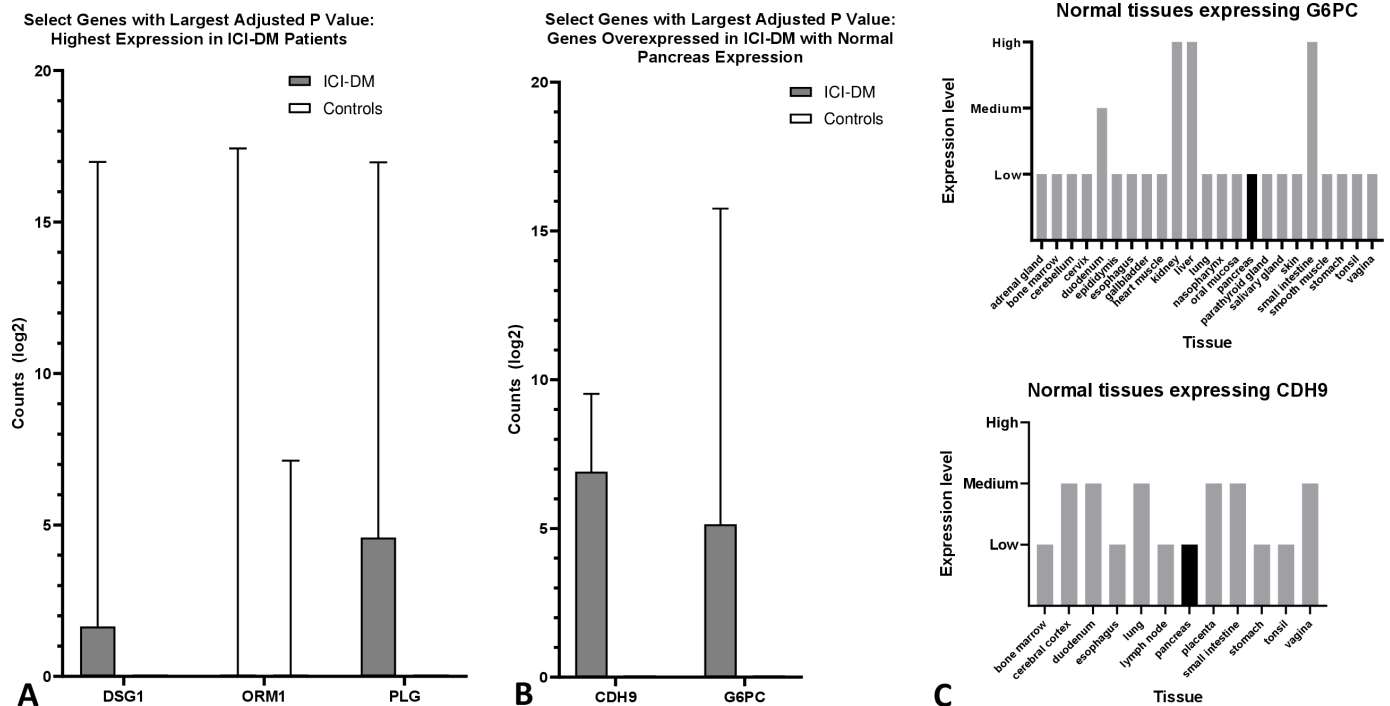 Select Genes with Largest Adjusted P Value:
Highest Expression in ICI-DM Patients
20
15
10
5
0
Counts (log2)
ICI-DM
Controls
DSG1
ORM1
PLG
A
Select Genes with Largest Adjusted P Value:
Genes Overexpressed in ICI-DM with Normal
Pancreas Expression
20
15
10
5
0
Counts (log2)
ICI-DM
Controls
CDH9
G6PC
B
Normal tissues expressing G6PC
High
Medium
Low
Expression level
adrenal gland
bone marrow
cerebellum
cervix
duodenum
epididymis
esophagus
gallbladder
heart muscle
kidney
liver
lung
nasopharynx
oral mucosa
pancreas
parathyroid gland
salivary gland
skin
small intestine
smooth muscle
stomach
tonsil
vagina
Tissue
Normal tissues expressing CDH9
High
Medium
Low
Expression level
bone marrow
cerebral cortex
duodenum
esophagus
lung
lymph node
pancreas
placenta
small intestine
stomach
tonsil
vagina
Tissue
C